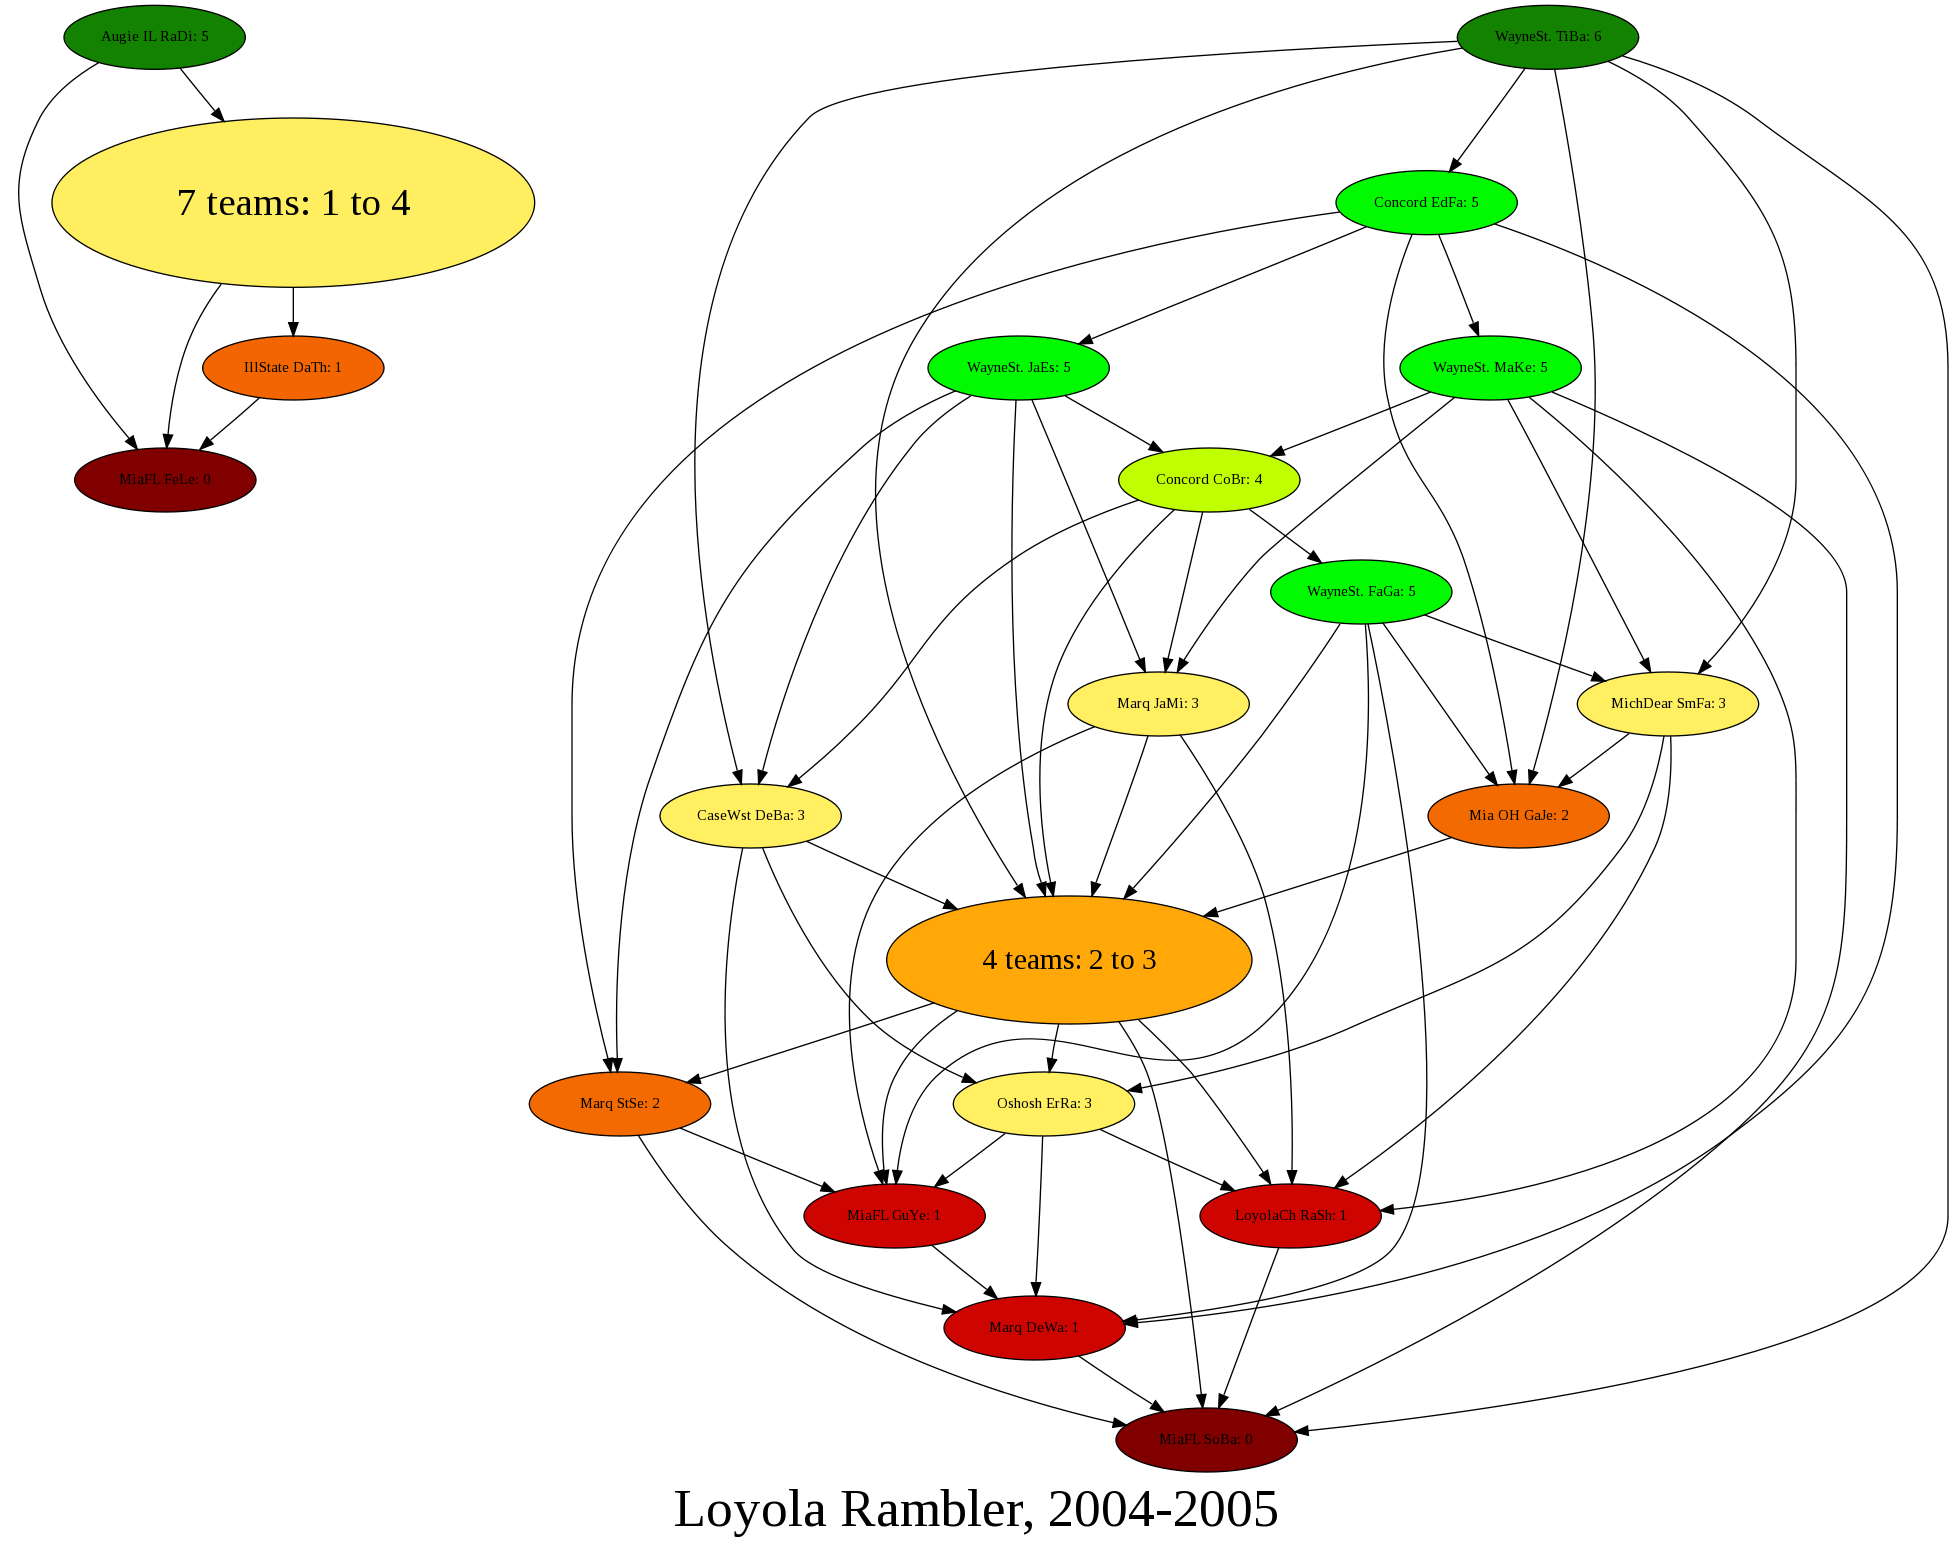 Augie IL RaDi: 5
WayneSt. TiBa: 6
7 teams: 1 to 4
Concord EdFa: 5
IllState DaTh: 1
WayneSt. JaEs: 5
WayneSt. MaKe: 5
MiaFL FeLe: 0
Concord CoBr: 4
WayneSt. FaGa: 5
Marq JaMi: 3
MichDear SmFa: 3
CaseWst DeBa: 3
Mia OH GaJe: 2
4 teams: 2 to 3
Marq StSe: 2
Oshosh ErRa: 3
MiaFL GuYe: 1
LoyolaCh RaSh: 1
Marq DeWa: 1
MiaFL SoBa: 0
Loyola Rambler, 2004-2005